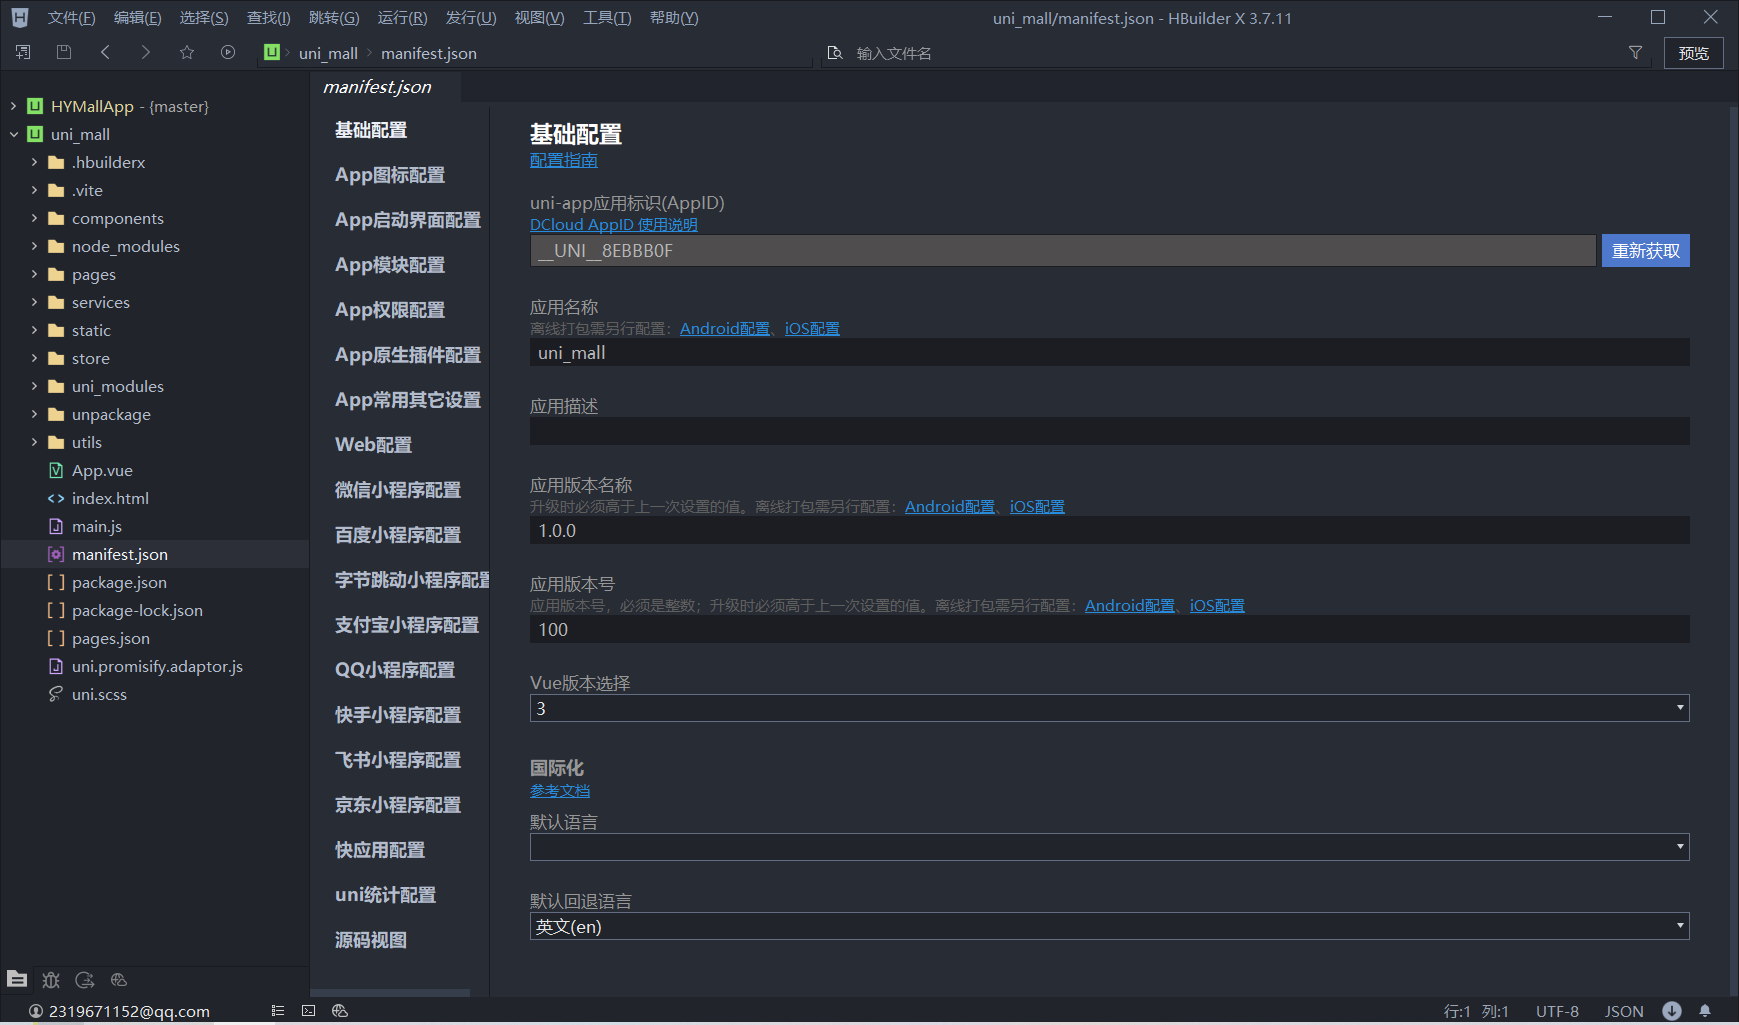 文件(F) 编辑(E) 选择(S) 查找(I) 跳转(G) 运行(R) 发行(U) 视图(V) 工具(T) 帮助(Y)
uni_mall/manifest.json - HBuilder X 3.7.11
uni_mall manifest.json
输入文件名
预览
HYMallApp - {master}
uni_mall
.hbuilderx
.vite
components
node_modules
pages
services
static
store
uni_modules
unpackage
utils
App.vue
index.html
main.js
manifest.json
package.json
package-lock.json
pages.json
uni.promisify.adaptor.js
uni.scss
manifest.json
基础配置
App图标配置
App启动界面配置
App模块配置
App权限配置
App原生插件配置
App常用其它设置
Web配置
微信小程序配置
百度小程序配置
字节跳动小程序配置
支付宝小程序配置
QQ小程序配置
快手小程序配置
飞书小程序配置
京东小程序配置
快应用配置
uni统计配置
源码视图
基础配置
配置指南
uni-app应用标识(AppID)
DCloud AppID 使用说明
__UNI__8EBBB0F
重新获取
应用名称
离线打包需另行配置：Android配置、iOS配置
uni_mall
应用描述
应用版本名称
升级时必须高于上一次设置的值。离线打包需另行配置：Android配置、iOS配置
1.0.0
应用版本号
应用版本号，必须是整数；升级时必须高于上一次设置的值。离线打包需另行配置：Android配置、iOS配置
100
Vue版本选择
3
国际化
参考文档
默认语言
默认回退语言
英文(en)
2319671152@qq.com
行:1 列:1 UTF-8 JSON